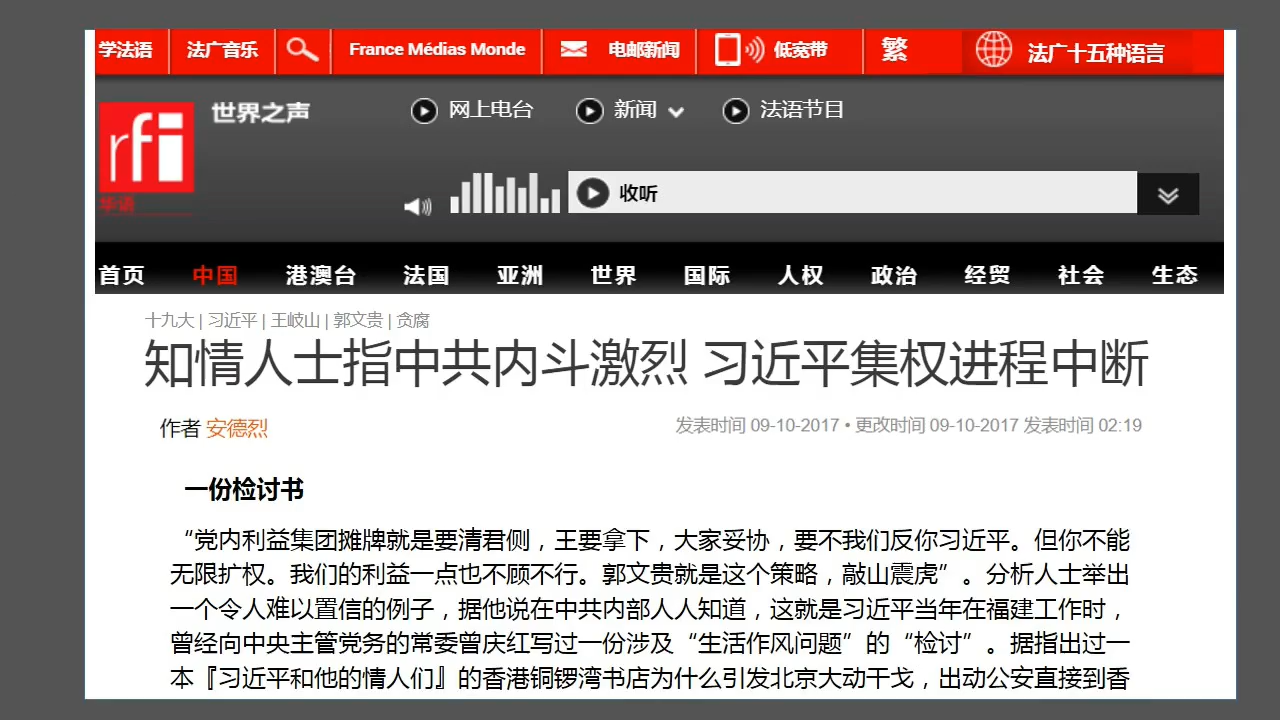 学法语 法广音乐 France Médias Monde 电邮新闻 低宽带 繁 法广十五种语言
rfi 世界之声 网上电台 新闻 法语节目
华语
收听
首页 中国 港澳台 法国 亚洲 世界 国际 人权 政治 经贸 社会 生态
十九大 | 习近平 | 王岐山 | 郭文贵 | 贪腐
知情人士指中共内斗激烈 习近平集权进程中断
作者 安德烈 发表时间 09-10-2017 • 更改时间 09-10-2017 发表时间 02:19
一份检讨书
“党内利益集团摊牌就是要清君侧，王要拿下，大家妥协，要不我们反你习近平。但你不能
无限扩权。我们的利益一点也不顾不行。郭文贵就是这个策略，敲山震虎”。分析人士举出
一个令人难以置信的例子，据他说在中共内部人人知道，这就是习近平当年在福建工作时，
曾经向中央主管党务的常委曾庆红写过一份涉及“生活作风问题”的“检讨”。据指出过一
本『习近平和他的情人们』的香港铜锣湾书店为什么引发北京大动干戈，出动公安直接到香